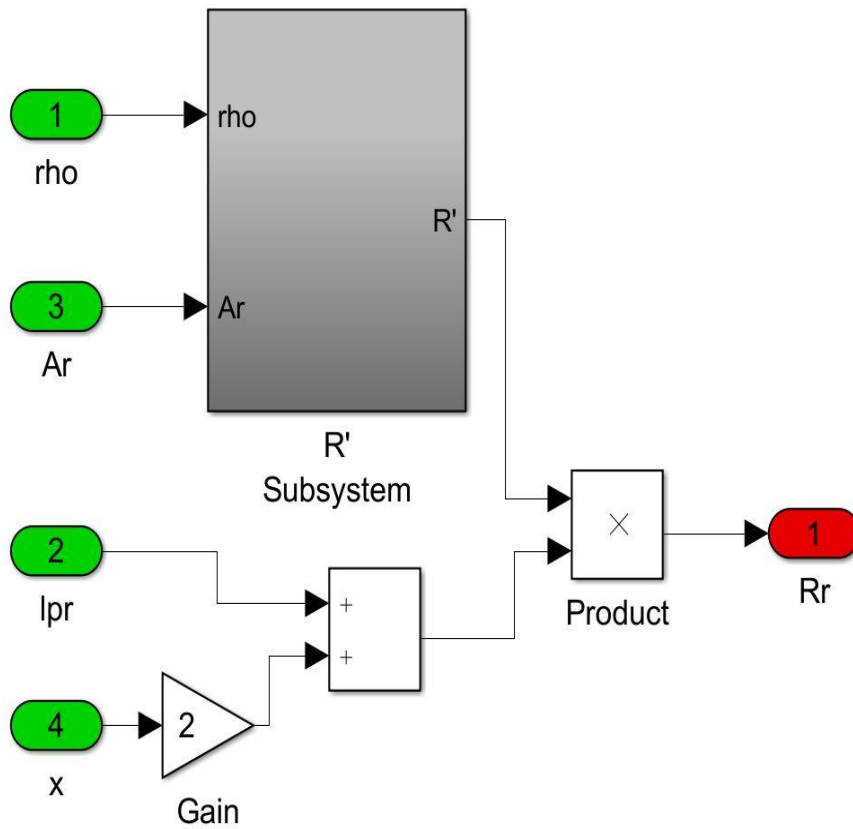 1
rho
rho
R'
3
Ar
Ar
R'
Subsystem
2
lpr
+
+
×
Product
1
Rr
4
x
2
Gain